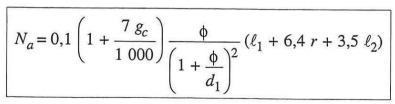 N_a = 0,1 (1 + 7 g_c / 1 000) ϕ / (1 + ϕ / d_1)^2 (ℓ_1 + 6,4 r + 3,5 ℓ_2)